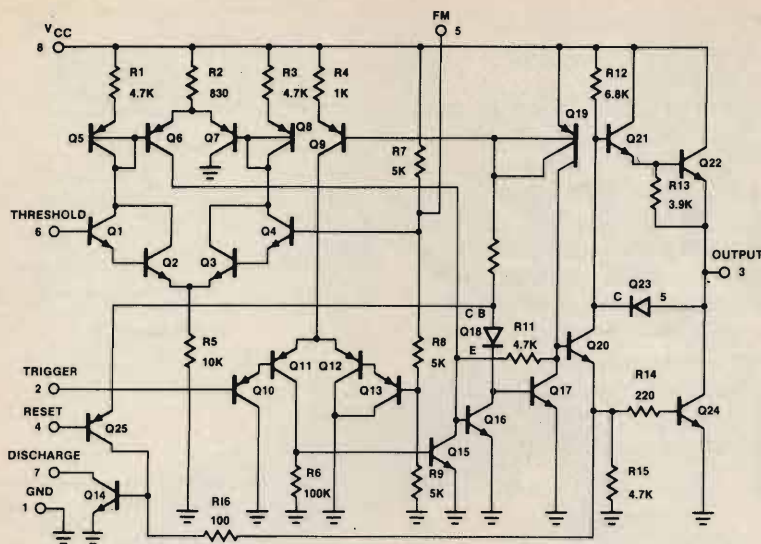 FM
5
VCC
8
R1
4.7K
R2
830
R3
4.7K
R4
1K
R12
6.8K
Q5
Q6
Q7
Q8
Q9
Q19
Q21
Q22
R7
5K
R13
3.9K
THRESHOLD
6
Q1
Q2
Q3
Q4
OUTPUT
3
Q23
C
5
C B
Q18
E
R11
4.7K
Q20
R5
10K
R8
5K
TRIGGER
2
Q10
Q11
Q12
Q13
Q17
R14
220
Q24
RESET
4
Q25
Q16
Q15
R9
5K
R6
100K
R15
4.7K
DISCHARGE
7
Q14
GND
1
R16
100